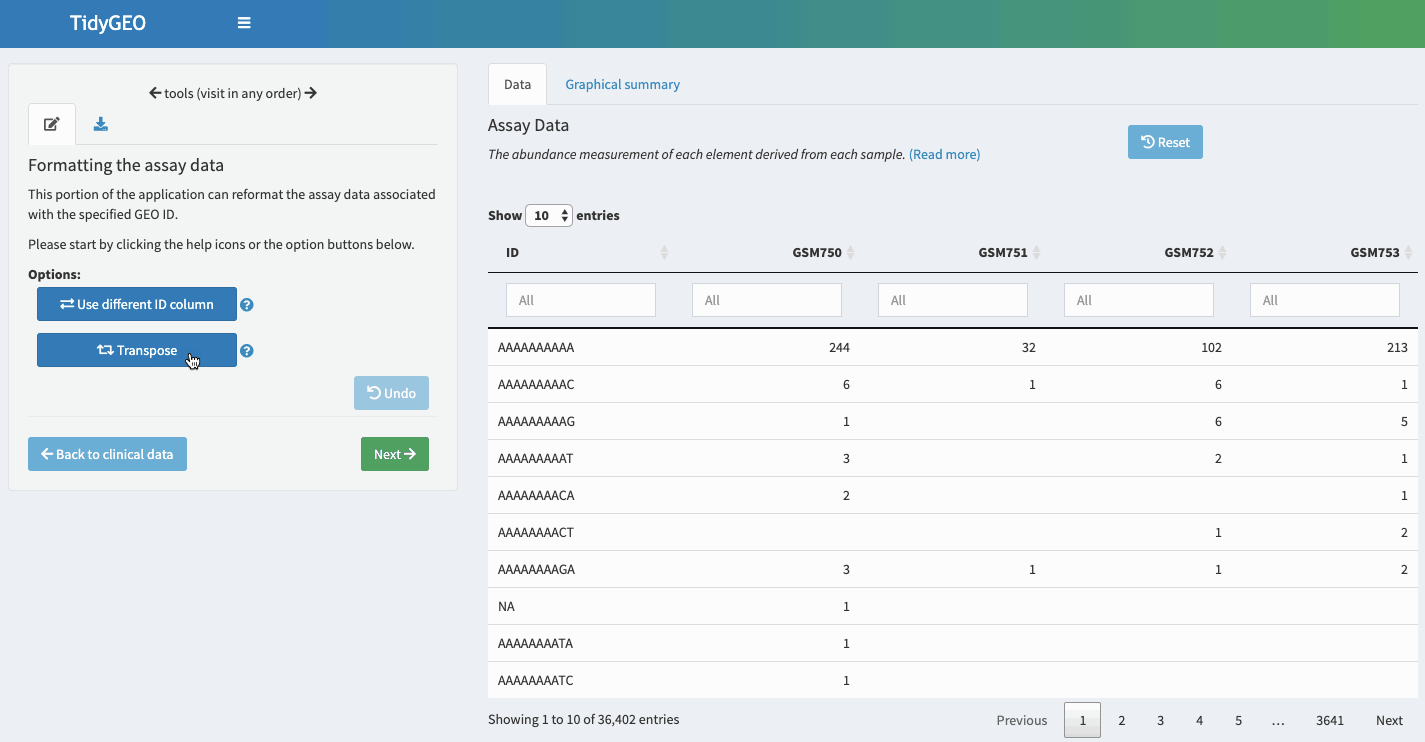 TidyGEO
tools (visit in any order)
Formatting the assay data
This portion of the application can reformat the assay data associated
with the specified GEO ID.
Please start by clicking the help icons or the option buttons below.
Options:
Use different ID column ?
Transpose ?
Undo
Back to clinical data Next
Data Graphical summary
Assay Data
The abundance measurement of each element derived from each sample. (Read more)
Reset
Show 10 entries
ID GSM750 GSM751 GSM752 GSM753
All All All All All
AAAAAAAAAA 244 32 102 213
AAAAAAAAAC 6 1 6 1
AAAAAAAAAG 1 6 5
AAAAAAAAAT 3 2 1
AAAAAAAACA 2 1
AAAAAAAACT 1 2
AAAAAAAAGA 3 1 1 2
NA 1
AAAAAAAATA 1
AAAAAAAATC 1
Showing 1 to 10 of 36,402 entries
Previous 1 2 3 4 5 … 3641 Next